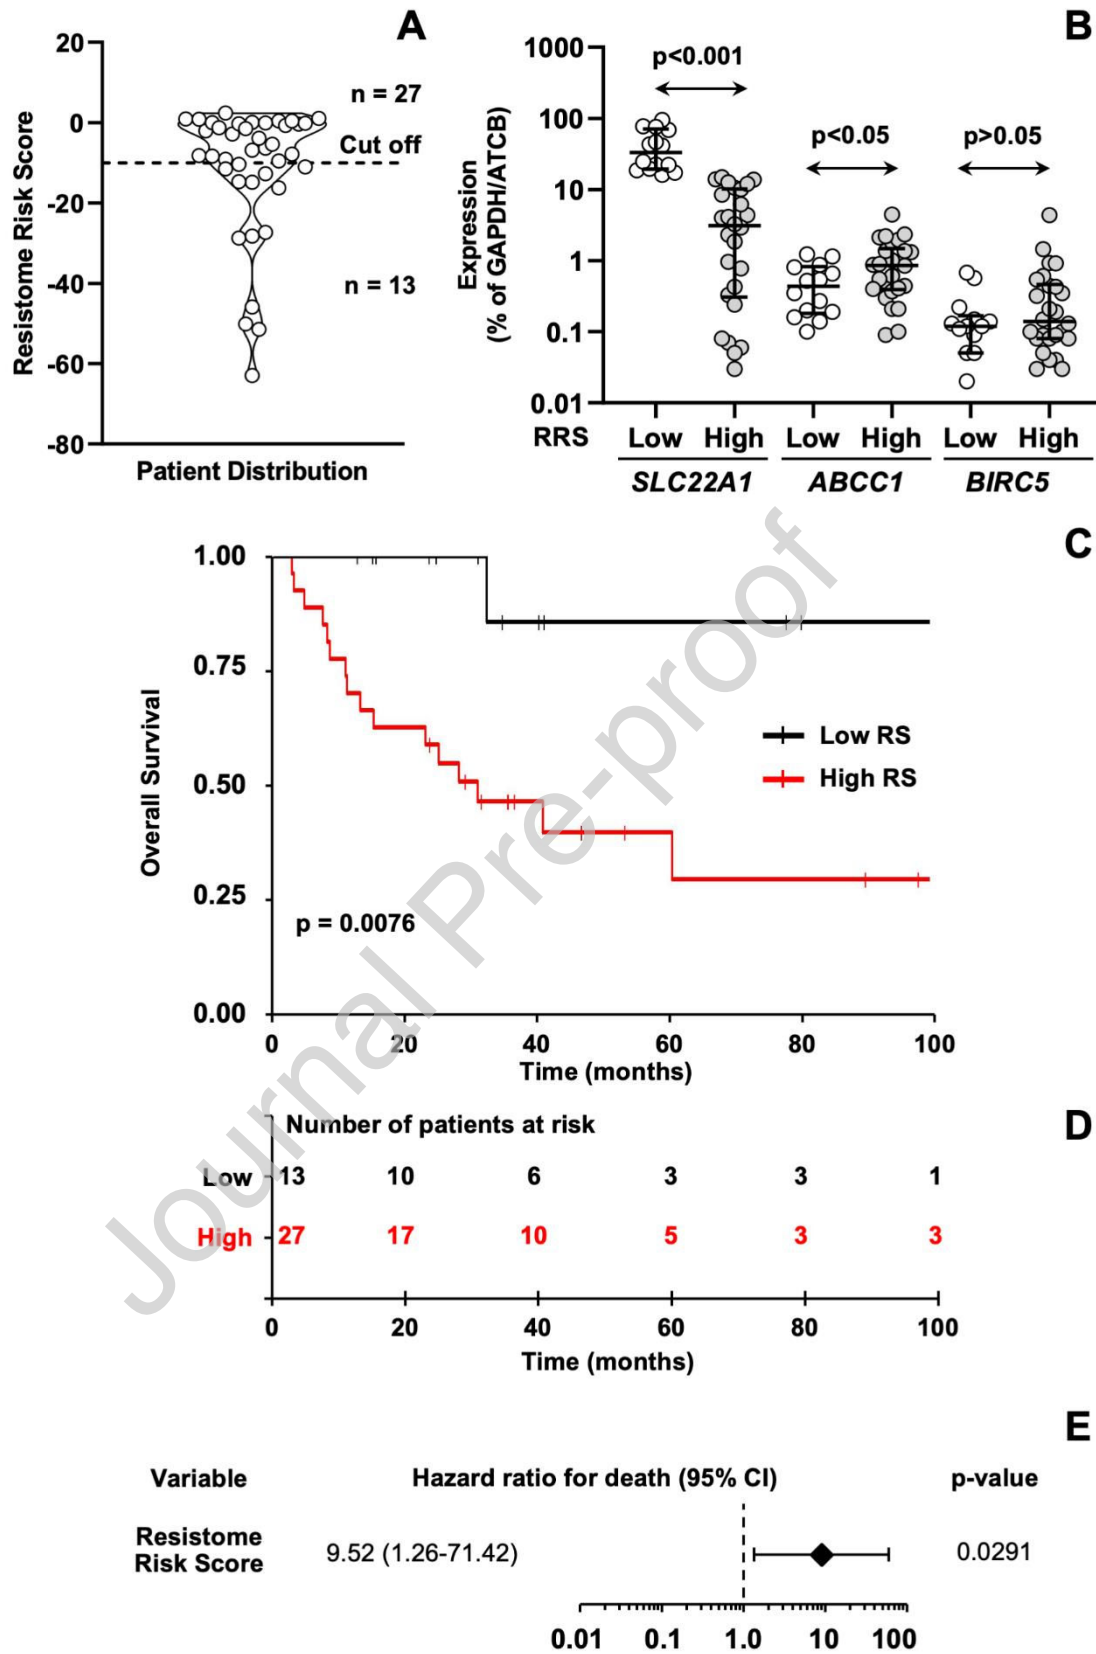 A
20
0
-20
-40
-60
-80
Resistome Risk Score
n = 27
Cut off
n = 13
Patient Distribution
B
1000
100
10
1
0.1
0.01
Expression
(% of GAPDH/ATCB)
p<0.001
p<0.05
p>0.05
RRS Low High Low High Low High
SLC22A1 ABCC1 BIRC5
C
1.00
0.75
0.50
0.25
0.00
Overall Survival
Low RS
High RS
p = 0.0076
0 20 40 60 80 100
Time (months)
Journal Pre-proof
D
Number of patients at risk
Low 13 10 6 3 3 1
High 27 17 10 5 3 3
0 20 40 60 80 100
Time (months)
E
Variable Hazard ratio for death (95% CI) p-value
Resistome
Risk Score
9.52 (1.26-71.42) 0.0291
0.01 0.1 1.0 10 100